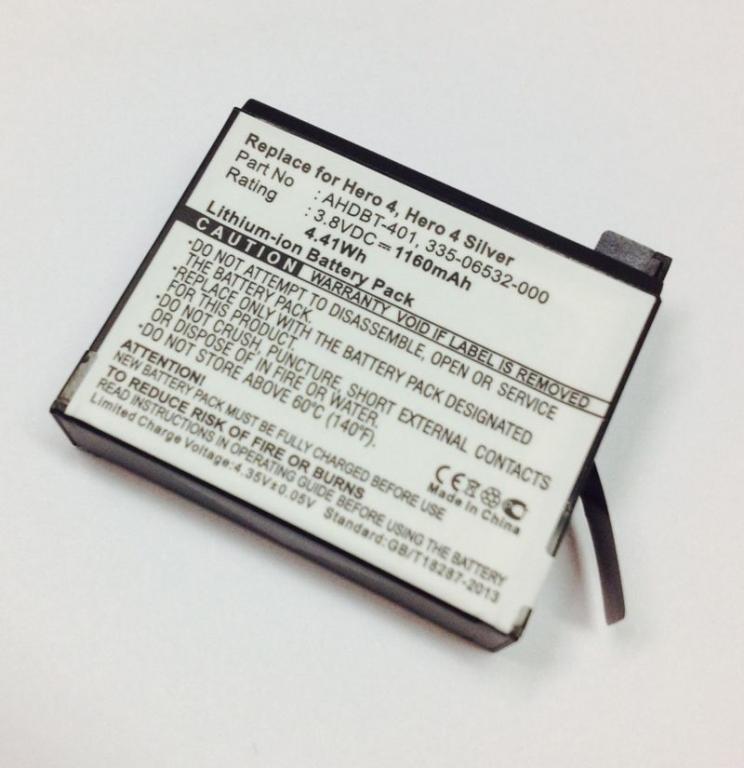 Replace for Hero 4, Hero 4 Silver
Part No : AHDBT-401, 335-06532-000
Rating : 3.8VDC⎓1160mAh
4.41Wh
Lithium-ion Battery Pack
CAUTION WARRANTY VOID IF LABEL IS REMOVED
-DO NOT ATTEMPT TO DISASSEMBLE, OPEN OR SERVICE
THE BATTERY PACK.
-REPLACE ONLY WITH THE BATTERY PACK DESIGNATED
FOR THIS PRODUCT.
-DO NOT CRUSH, PUNCTURE, SHORT EXTERNAL CONTACTS
OR DISPOSE OF IN FIRE OR WATER.
-DO NOT STORE ABOVE 60℃ (140℉).
ATTENTION!
NEW BATTERY PACK MUST BE FULLY CHARGED BEFORE USE
TO REDUCE RISK OF FIRE OR BURNS
READ INSTRUCTIONS IN OPERATING GUIDE BEFORE USING THE BATTERY
Limited Charge Voltage:4.35V±0.05V Standard:GB/T18287-2013
CE
Made in China